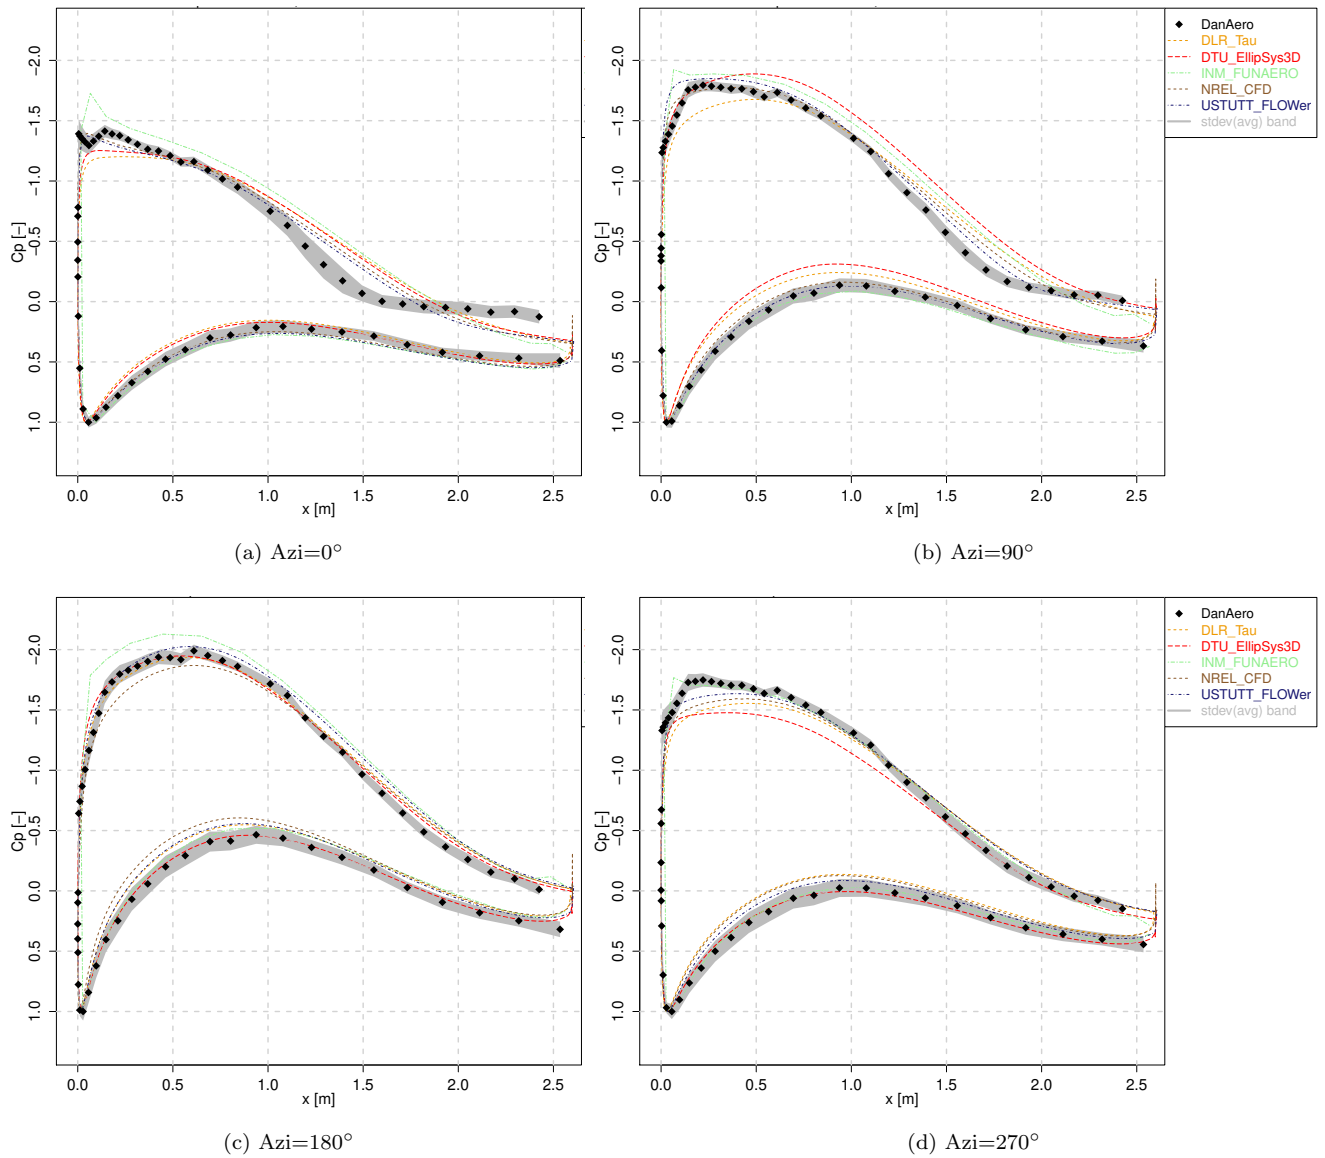 −2.0
−1.5
−1.0
−0.5
0.0
0.5
1.0
Cp [−]
0.0 0.5 1.0 1.5 2.0 2.5
x [m]
(a) Azi=0°
−2.0
−1.5
−1.0
−0.5
0.0
0.5
1.0
Cp [−]
0.0 0.5 1.0 1.5 2.0 2.5
x [m]
DanAero
DLR_Tau
DTU_EllipSys3D
INM_FUNAERO
NREL_CFD
USTUTT_FLOWer
stdev(avg) band
(b) Azi=90°
−2.0
−1.5
−1.0
−0.5
0.0
0.5
1.0
Cp [−]
0.0 0.5 1.0 1.5 2.0 2.5
x [m]
(c) Azi=180°
−2.0
−1.5
−1.0
−0.5
0.0
0.5
1.0
Cp [−]
0.0 0.5 1.0 1.5 2.0 2.5
x [m]
DanAero
DLR_Tau
DTU_EllipSys3D
INM_FUNAERO
NREL_CFD
USTUTT_FLOWer
stdev(avg) band
(d) Azi=270°